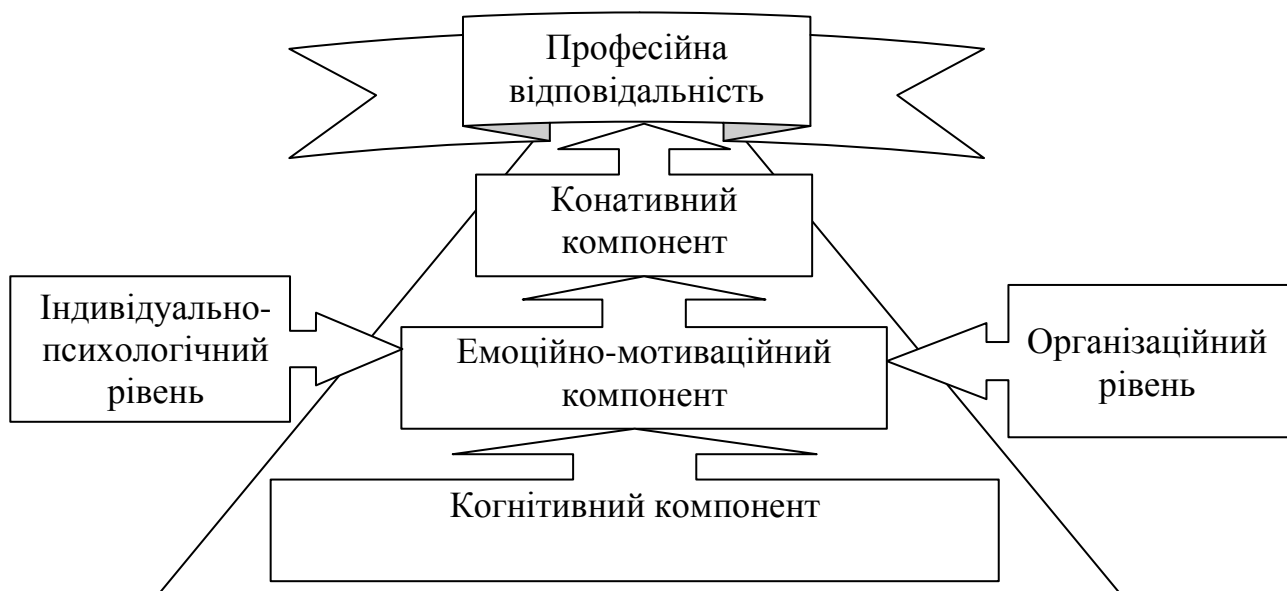 Професійна
відповідальність
Конативний
компонент
Індивідуально-
психологічний
рівень
Емоційно-мотиваційний
компонент
Організаційний
рівень
Когнітивний компонент